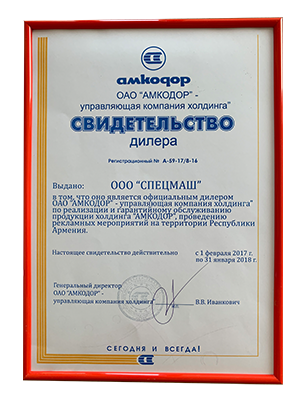 амкодор
ОАО "АМКОДОР" -
управляющая компания холдинга"
СВИДЕТЕЛЬСТВО
дилера
Регистрационный № А-59-17/8-16
Выдано: ООО "СПЕЦМАШ"
в том, что оно является официальным дилером
ОАО "АМКОДОР" - управляющая компания холдинга"
по реализации и гарантийному обслуживанию
продукции холдинга "АМКОДОР", проведению
рекламных мероприятий на территории Республики
Армения.
Настоящее свидетельство действительно с 1 февраля 2017 г.
по 31 января 2018 г.
Генеральный директор
ОАО "АМКОДОР" -
управляющая компания холдинга" В.В. Иванкович
СЕГОДНЯ И ВСЕГДА!